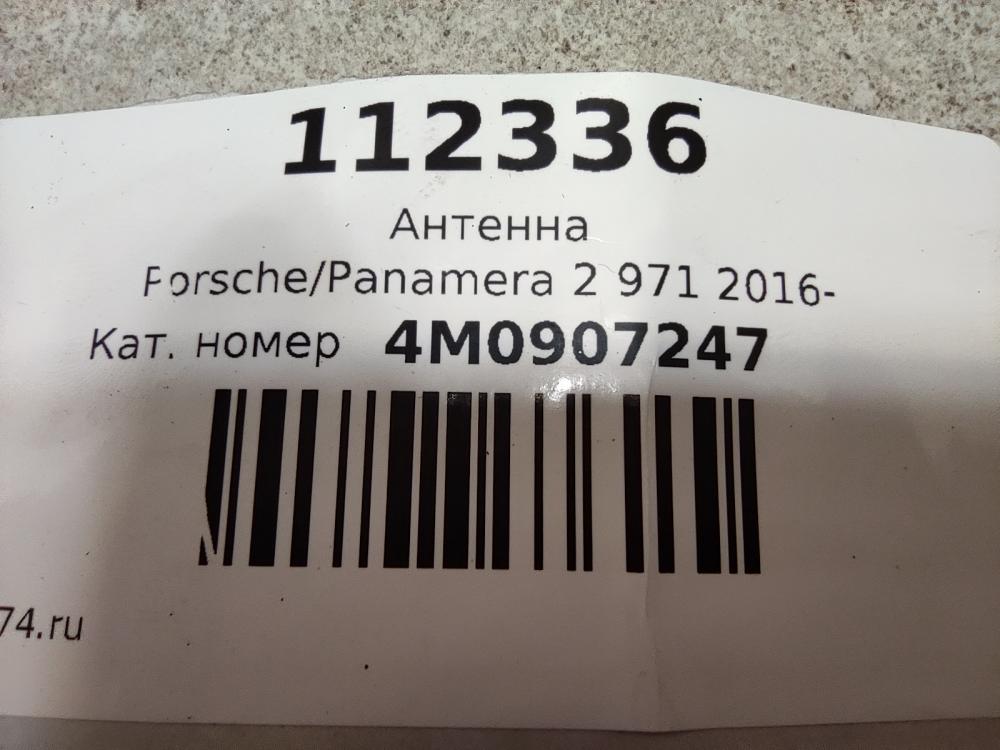 112336
Антенна
Porsche/Panamera 2 971 2016-
Кат. номер 4M0907247
74.ru